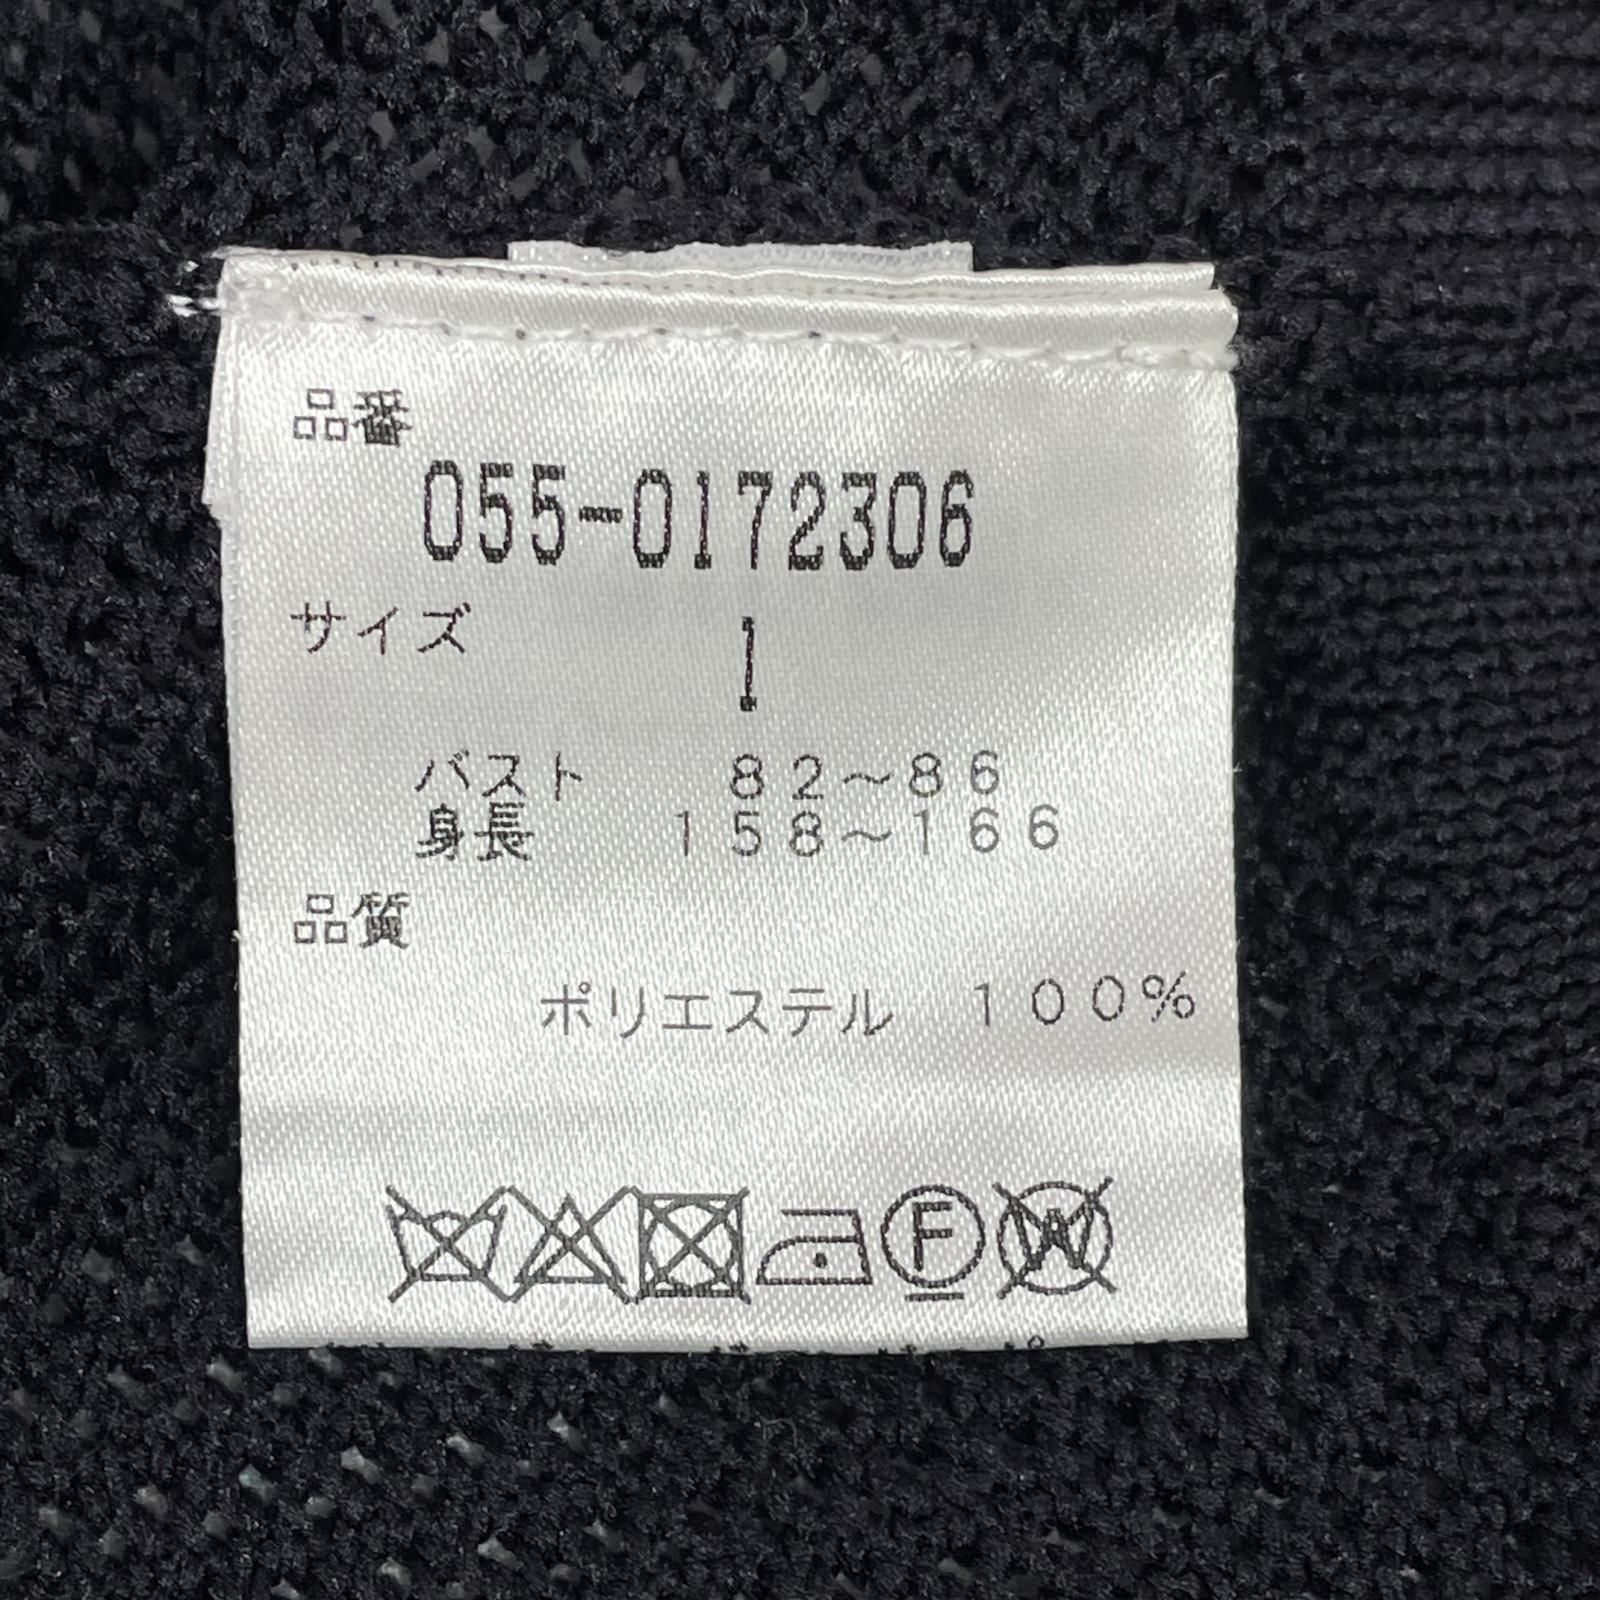 品番
055-0172306
サイズ
1
バスト 82～86
身長 158～166
品質
ポリエステル 100%
F
W